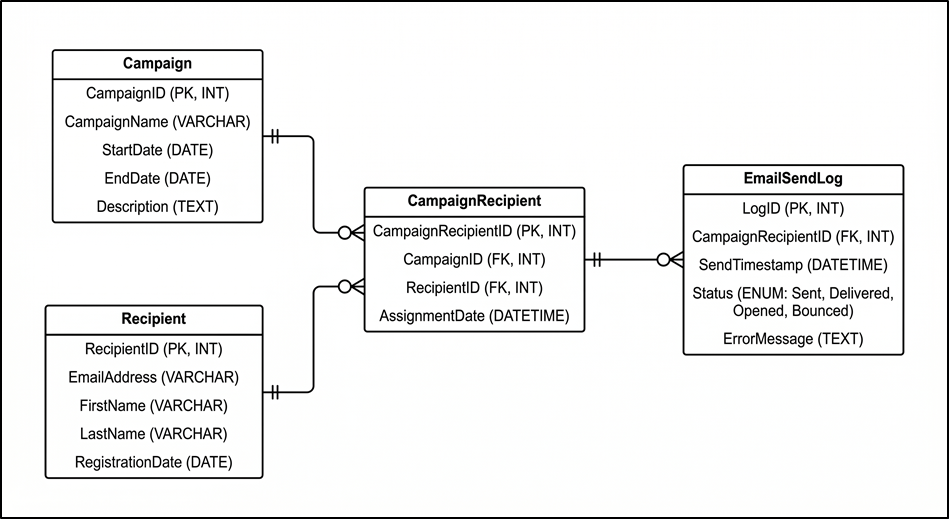 Campaign
CampaignID (PK, INT)
CampaignName (VARCHAR)
StartDate (DATE)
EndDate (DATE)
Description (TEXT)
Recipient
RecipientID (PK, INT)
EmailAddress (VARCHAR)
FirstName (VARCHAR)
LastName (VARCHAR)
RegistrationDate (DATE)
CampaignRecipient
CampaignRecipientID (PK, INT)
CampaignID (FK, INT)
RecipientID (FK, INT)
AssignmentDate (DATETIME)
EmailSendLog
LogID (PK, INT)
CampaignRecipientID (FK, INT)
SendTimestamp (DATETIME)
Status (ENUM: Sent, Delivered,
Opened, Bounced)
ErrorMessage (TEXT)